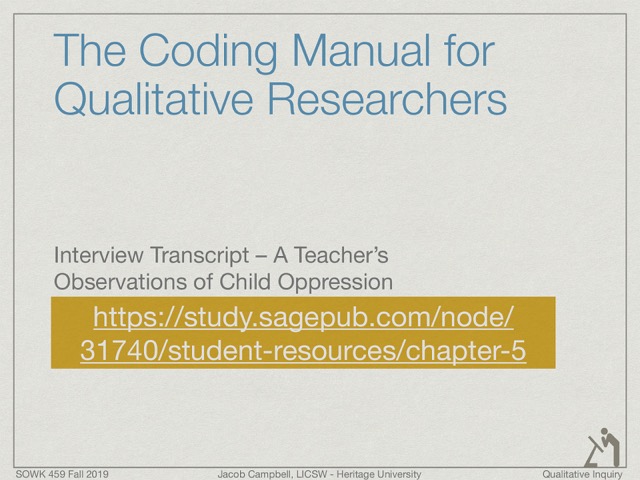 The Coding Manual for
Qualitative Researchers
Interview Transcript – A Teacher’s
Observations of Child Oppression
https://study.sagepub.com/node/
31740/student-resources/chapter-5
SOWK 459 Fall 2019
Jacob Campbell, LICSW - Heritage University
Qualitative Inquiry